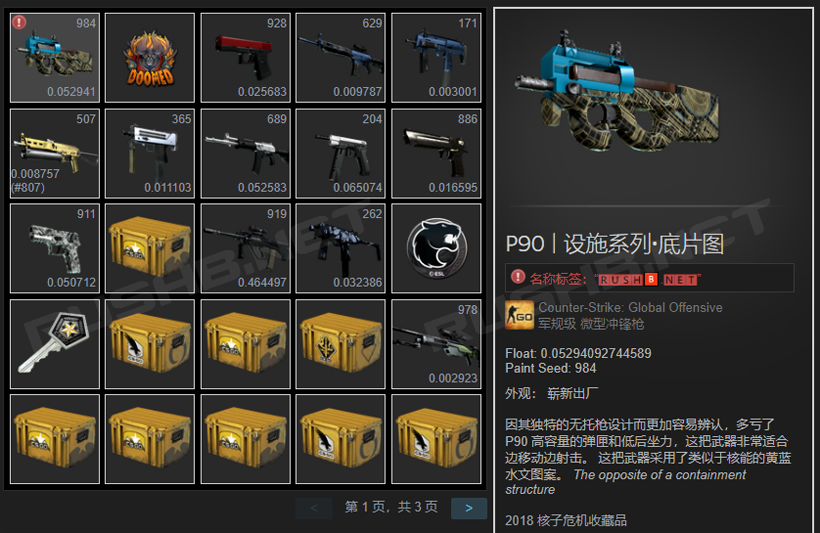 984
0.052941
DOOMED
928
0.025683
629
0.009787
171
0.003001
507
0.008757
(#807)
365
0.011103
689
0.052583
204
0.065074
886
0.016595
911
0.050712
919
0.464497
262
0.032386
©-ESL
978
0.002923
< 第 1 页，共 3 页 >
P90 | 设施系列·底片图
名称标签：“RUSHB.NET”
GO
Counter-Strike: Global Offensive
军规级 微型冲锋枪
Float: 0.05294092744589
Paint Seed: 984
外观： 崭新出厂
因其独特的无托枪设计而更加容易辨认，多亏了
P90 高容量的弹匣和低后坐力，这把武器非常适合
边移动边射击。 这把武器采用了类似于核能的黄蓝
水文图案。 The opposite of a containment
structure
2018 核子危机收藏品
RUSHB.NET
RUSHB.NET